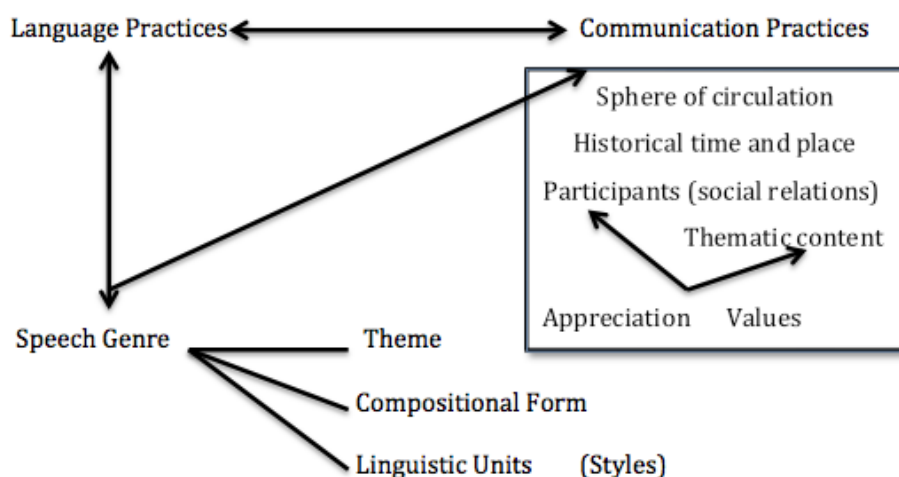 Language Practices Communication Practices
Sphere of circulation
Historical time and place
Participants (social relations)
Thematic content
Appreciation Values
Speech Genre Theme
Compositional Form
Linguistic Units (Styles)